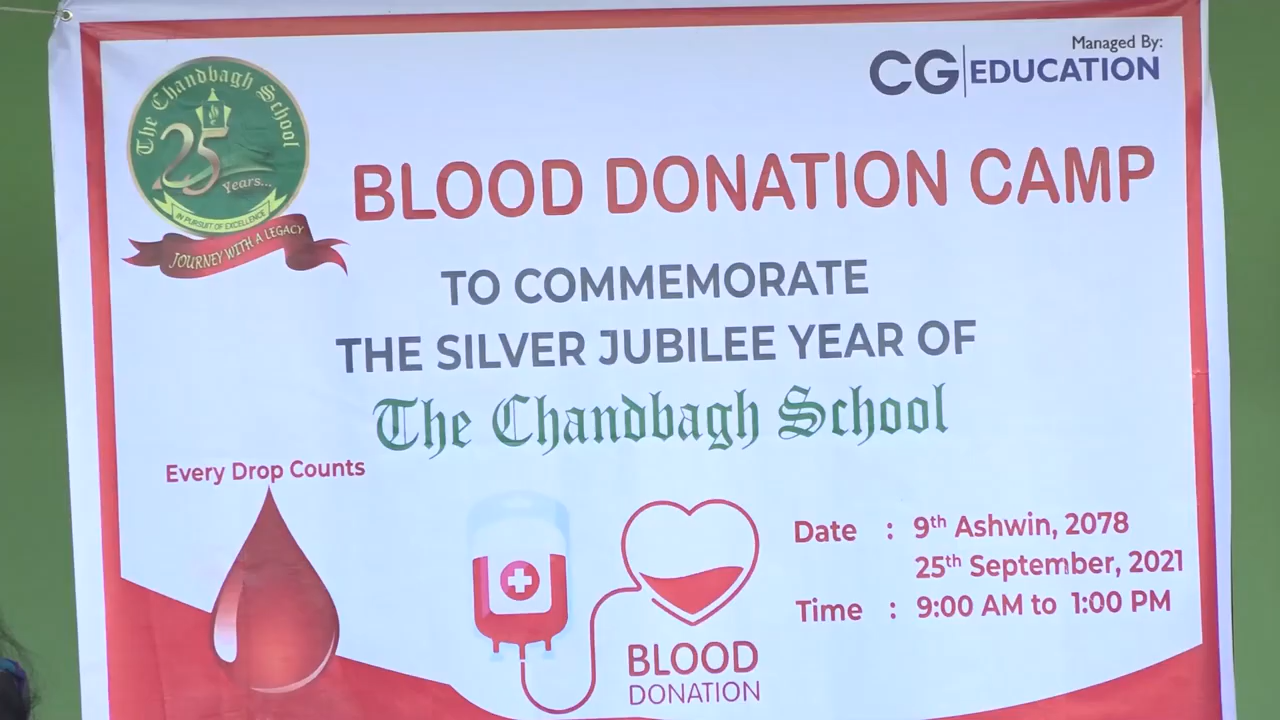 The Chandbagh School
25
Years...
IN PURSUIT OF EXCELLENCE
JOURNEY WITH A LEGACY
Managed By:
CG|EDUCATION
BLOOD DONATION CAMP
TO COMMEMORATE
THE SILVER JUBILEE YEAR OF
The Chandbagh School
Every Drop Counts
BLOOD
DONATION
Date : 9th Ashwin, 2078
25th September, 2021
Time : 9:00 AM to 1:00 PM